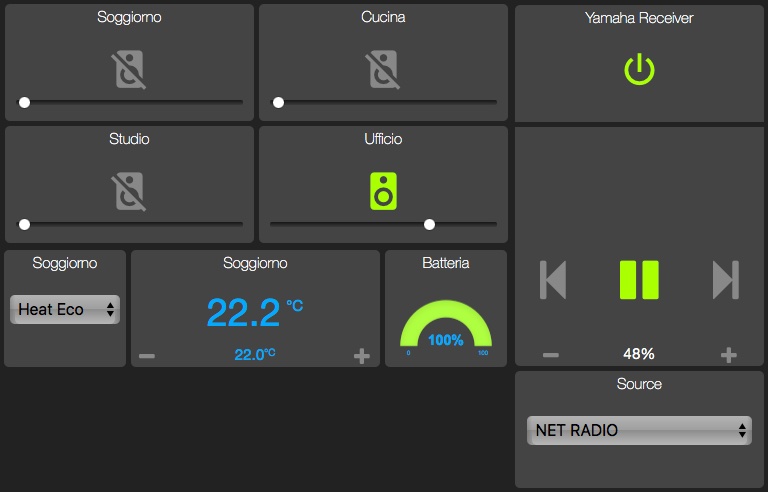 Soggiorno
Cucina
Yamaha Receiver
Studio
Ufficio
Soggiorno
Heat Eco
Soggiorno
22.2 °C
22.0°C
Batteria
100%
0 100
48%
Source
NET RADIO